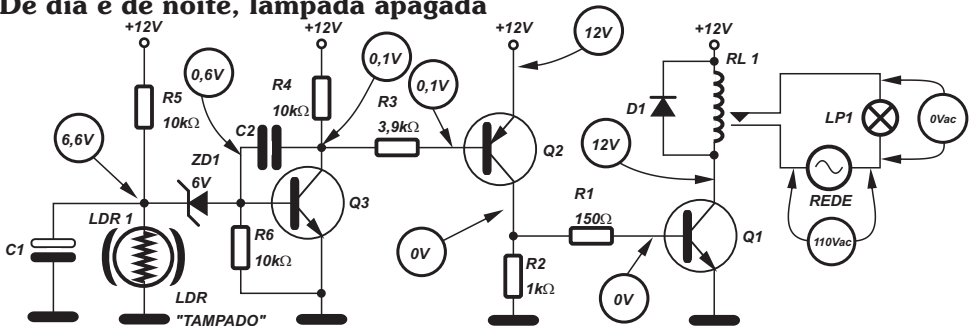 De dia e de noite, lâmpada apagada
+12V
+12V
+12V
+12V
R5
10kΩ
6,6V
0,6V
R4
10kΩ
0,1V
R3
3,9kΩ
0,1V
12V
RL 1
D1
LP1
0Vac
REDE
110Vac
C2
ZD1
6V
Q3
Q2
12V
C1
LDR 1
R6
10kΩ
LDR
"TAMPADO"
0V
R1
150Ω
Q1
R2
1kΩ
0V